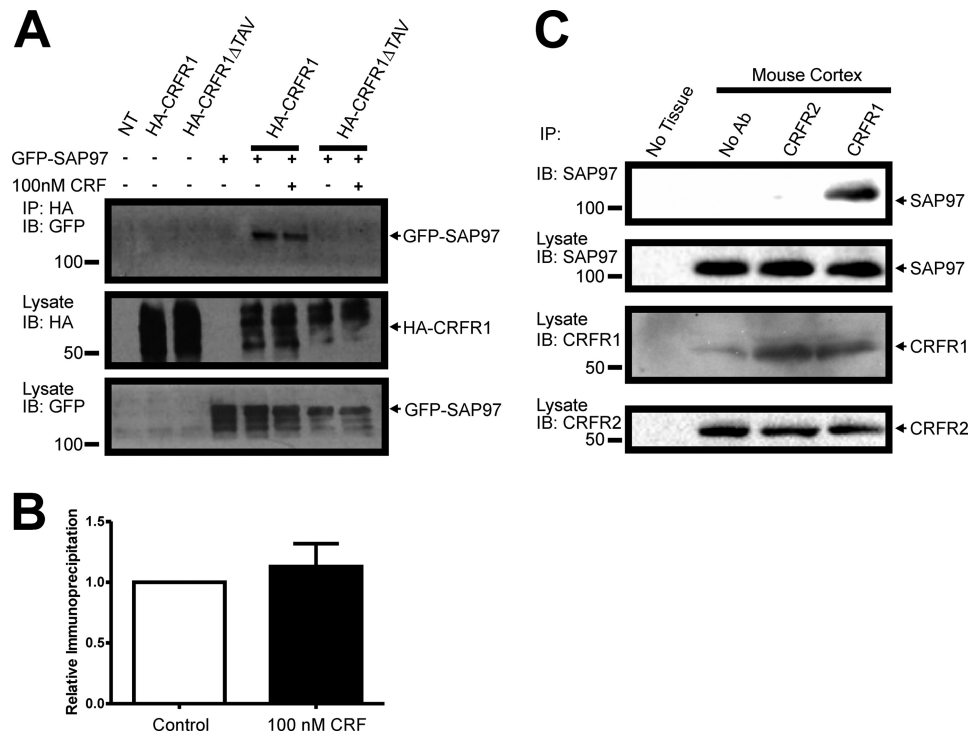 A
NT
HA-CRFR1
HA-CRFR1ΔTAV
HA-CRFR1
HA-CRFR1ΔTAV
GFP-SAP97 - - - + + + + +
100nM CRF - - - - - + - +
IP: HA
IB: GFP
100
GFP-SAP97
Lysate
IB: HA
50
HA-CRFR1
Lysate
IB: GFP
100
GFP-SAP97
B
Relative Immunoprecipitation
1.5
1.0
0.5
0.0
Control
100 nM CRF
C
Mouse Cortex
IP:
No Tissue
No Ab
CRFR2
CRFR1
IB: SAP97
100
SAP97
Lysate
IB: SAP97
100
SAP97
Lysate
IB: CRFR1
50
CRFR1
Lysate
IB: CRFR2
50
CRFR2